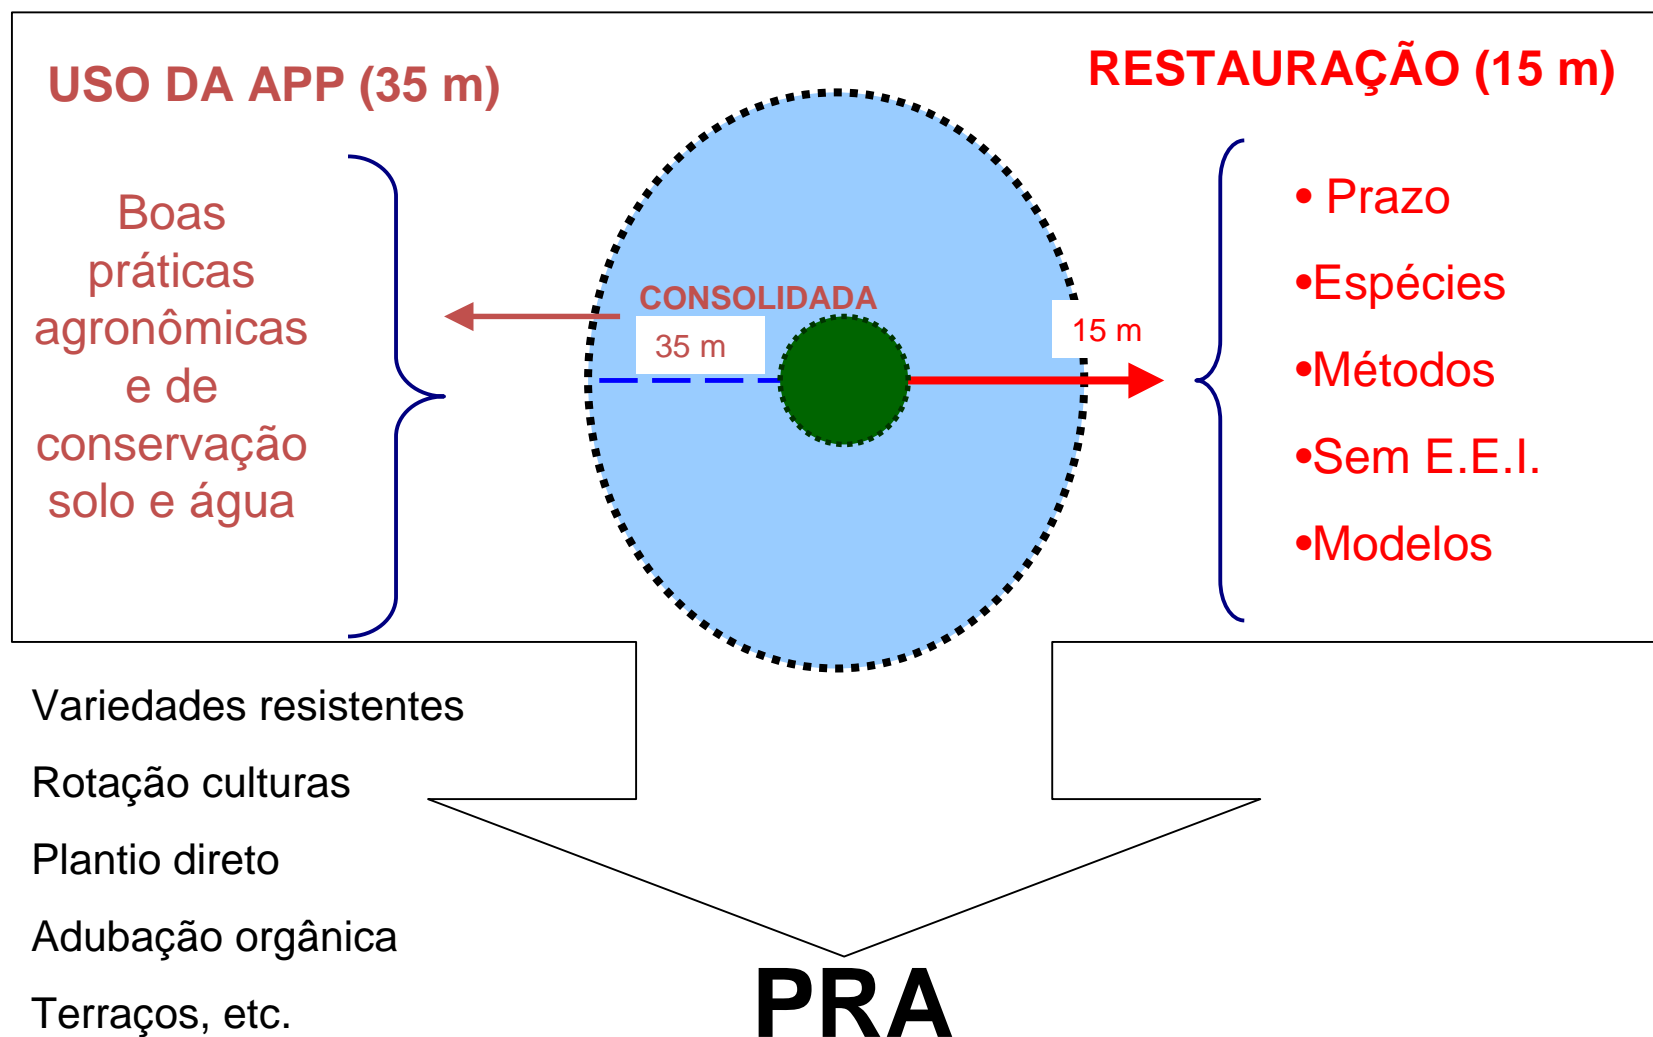 USO DA APP (35 m)
Boas
práticas
agronômicas
e de
conservação
solo e água
CONSOLIDADA
35 m
15 m
RESTAURAÇÃO (15 m)
• Prazo
•Espécies
•Métodos
•Sem E.E.I.
•Modelos
Variedades resistentes
Rotação culturas
Plantio direto
Adubação orgânica
Terraços, etc.
PRA